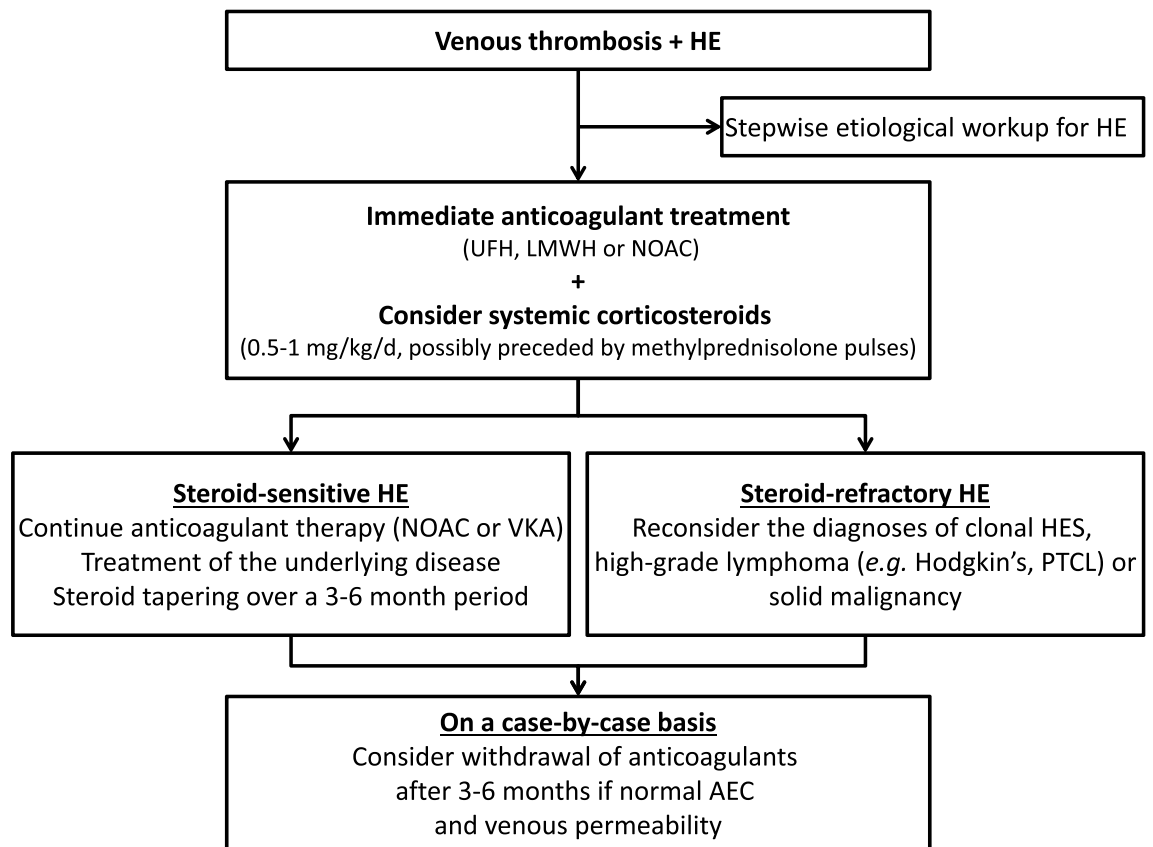 Venous thrombosis + HE
Stepwise etiological workup for HE
Immediate anticoagulant treatment
(UFH, LMWH or NOAC)
+
Consider systemic corticosteroids
(0.5-1 mg/kg/d, possibly preceded by methylprednisolone pulses)
Steroid-sensitive HE
Continue anticoagulant therapy (NOAC or VKA)
Treatment of the underlying disease
Steroid tapering over a 3-6 month period
Steroid-refractory HE
Reconsider the diagnoses of clonal HES,
high-grade lymphoma (e.g. Hodgkin's, PTCL) or
solid malignancy
On a case-by-case basis
Consider withdrawal of anticoagulants
after 3-6 months if normal AEC
and venous permeability